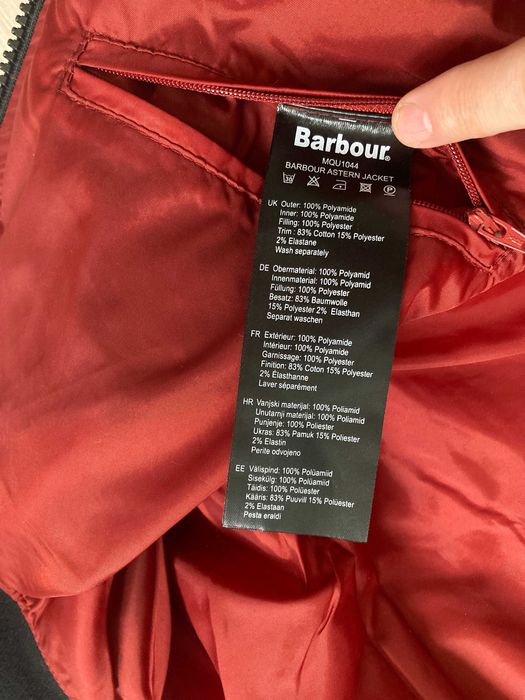 Barbour®
MQU1044
BARBOUR ASTERN JACKET
30 P
UK Outer: 100% Polyamide
Inner: 100% Polyamide
Filling: 100% Polyester
Trim : 83% Cotton 15% Polyester
2% Elastane
Wash separately
DE Obermaterial: 100% Polyamid
Innenmaterial: 100% Polyamid
Füllung: 100% Polyester
Besatz: 83% Baumwolle
15% Polyester 2% Elasthan
Separat waschen
FR Extérieur: 100% Polyamide
Intérieur: 100% Polyamide
Garnissage: 100% Polyester
Finition: 83% Coton 15% Polyester
2% Élasthanne
Laver séparément
HR Vanjski materijal: 100% Poliamid
Unutarnji materijal: 100% Poliamid
Punjenje: 100% Poliester
Ukras: 83% Pamuk 15% Poliester
2% Elastin
Perite odvojeno
EE Välispind: 100% Polüamiid
Sisekülg: 100% Polüamiid
Täidis: 100% Polüester
Kääris: 83% Puuvill 15% Polüester
2% Elastaan
Pesta eraldi